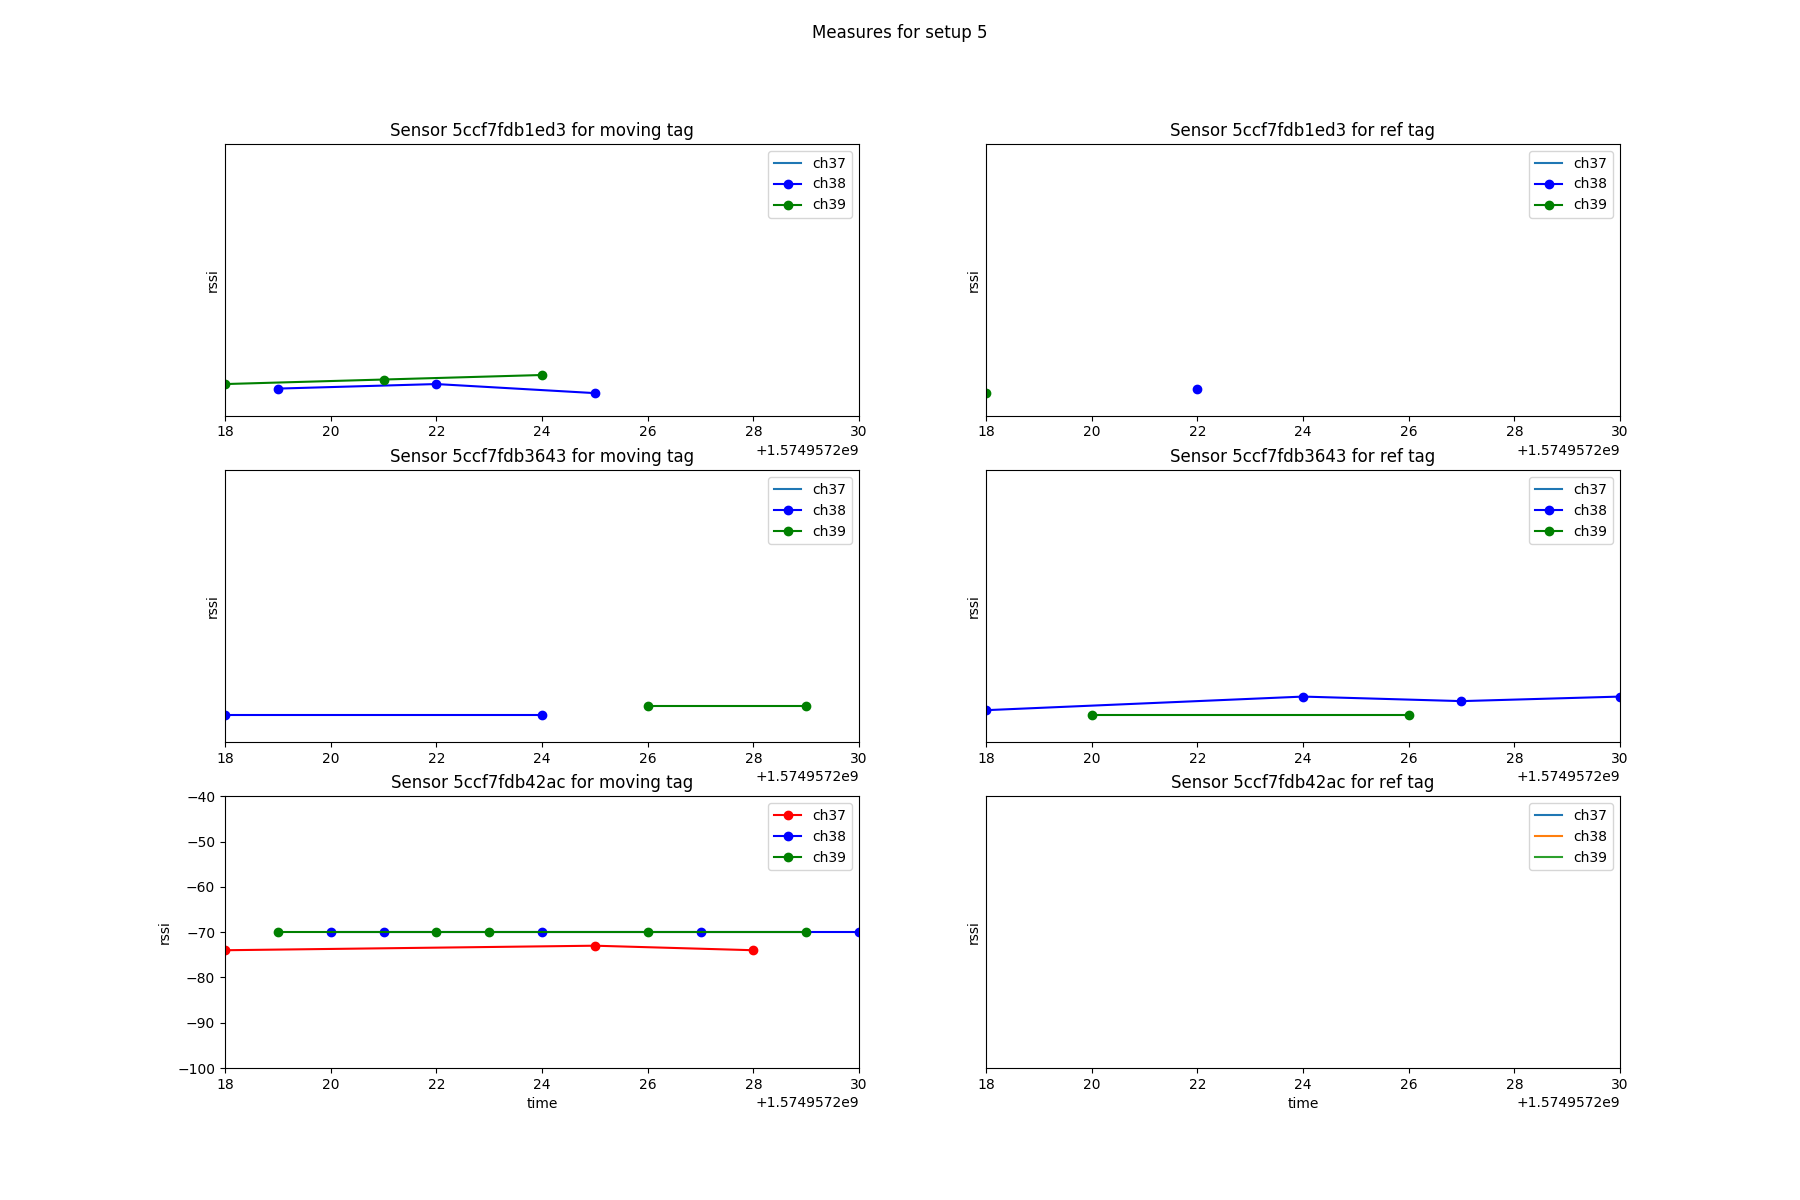 Measures for setup 5
Sensor 5ccf7fdb1ed3 for moving tag
rssi
ch37
ch38
ch39
18 20 22 24 26 28 30
+1.5749572e9
Sensor 5ccf7fdb1ed3 for ref tag
rssi
ch37
ch38
ch39
18 20 22 24 26 28 30
+1.5749572e9
Sensor 5ccf7fdb3643 for moving tag
rssi
ch37
ch38
ch39
18 20 22 24 26 28 30
+1.5749572e9
Sensor 5ccf7fdb3643 for ref tag
rssi
ch37
ch38
ch39
18 20 22 24 26 28 30
+1.5749572e9
Sensor 5ccf7fdb42ac for moving tag
rssi
−40
−50
−60
−70
−80
−90
−100
ch37
ch38
ch39
18 20 22 24 26 28 30
time
+1.5749572e9
Sensor 5ccf7fdb42ac for ref tag
rssi
ch37
ch38
ch39
18 20 22 24 26 28 30
time
+1.5749572e9